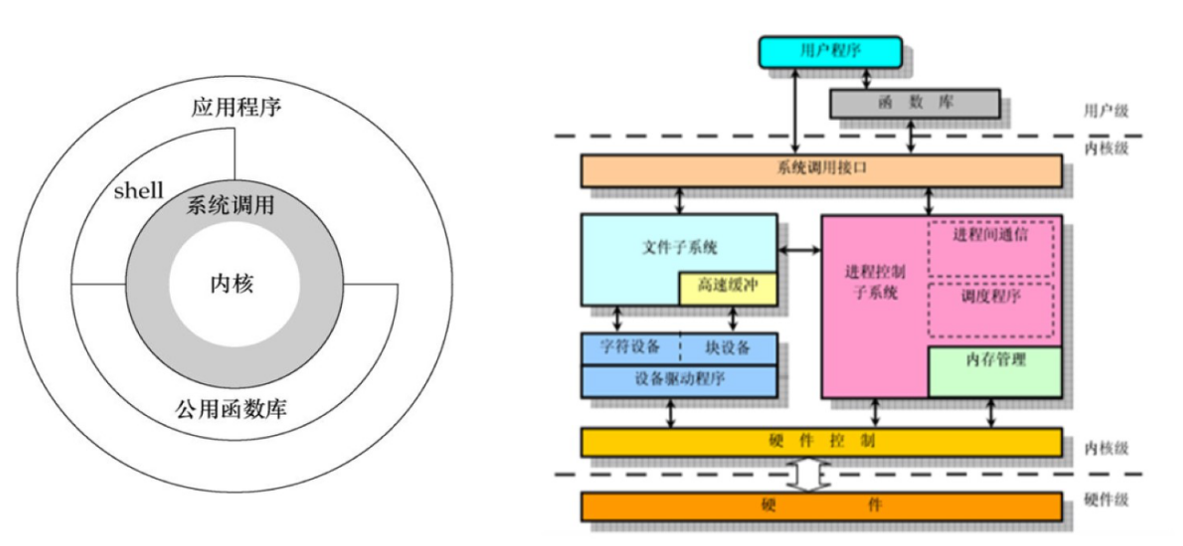 应用程序
shell
系统调用
内核
公用函数库
用户程序
函 数 库
用户级
内核级
系统调用接口
文件子系统
高速缓冲
进程控制
子系统
进程间通信
调度程序
内存管理
字符设备
块设备
设备驱动程序
硬 件 控 制
内核级
硬件级
硬 件